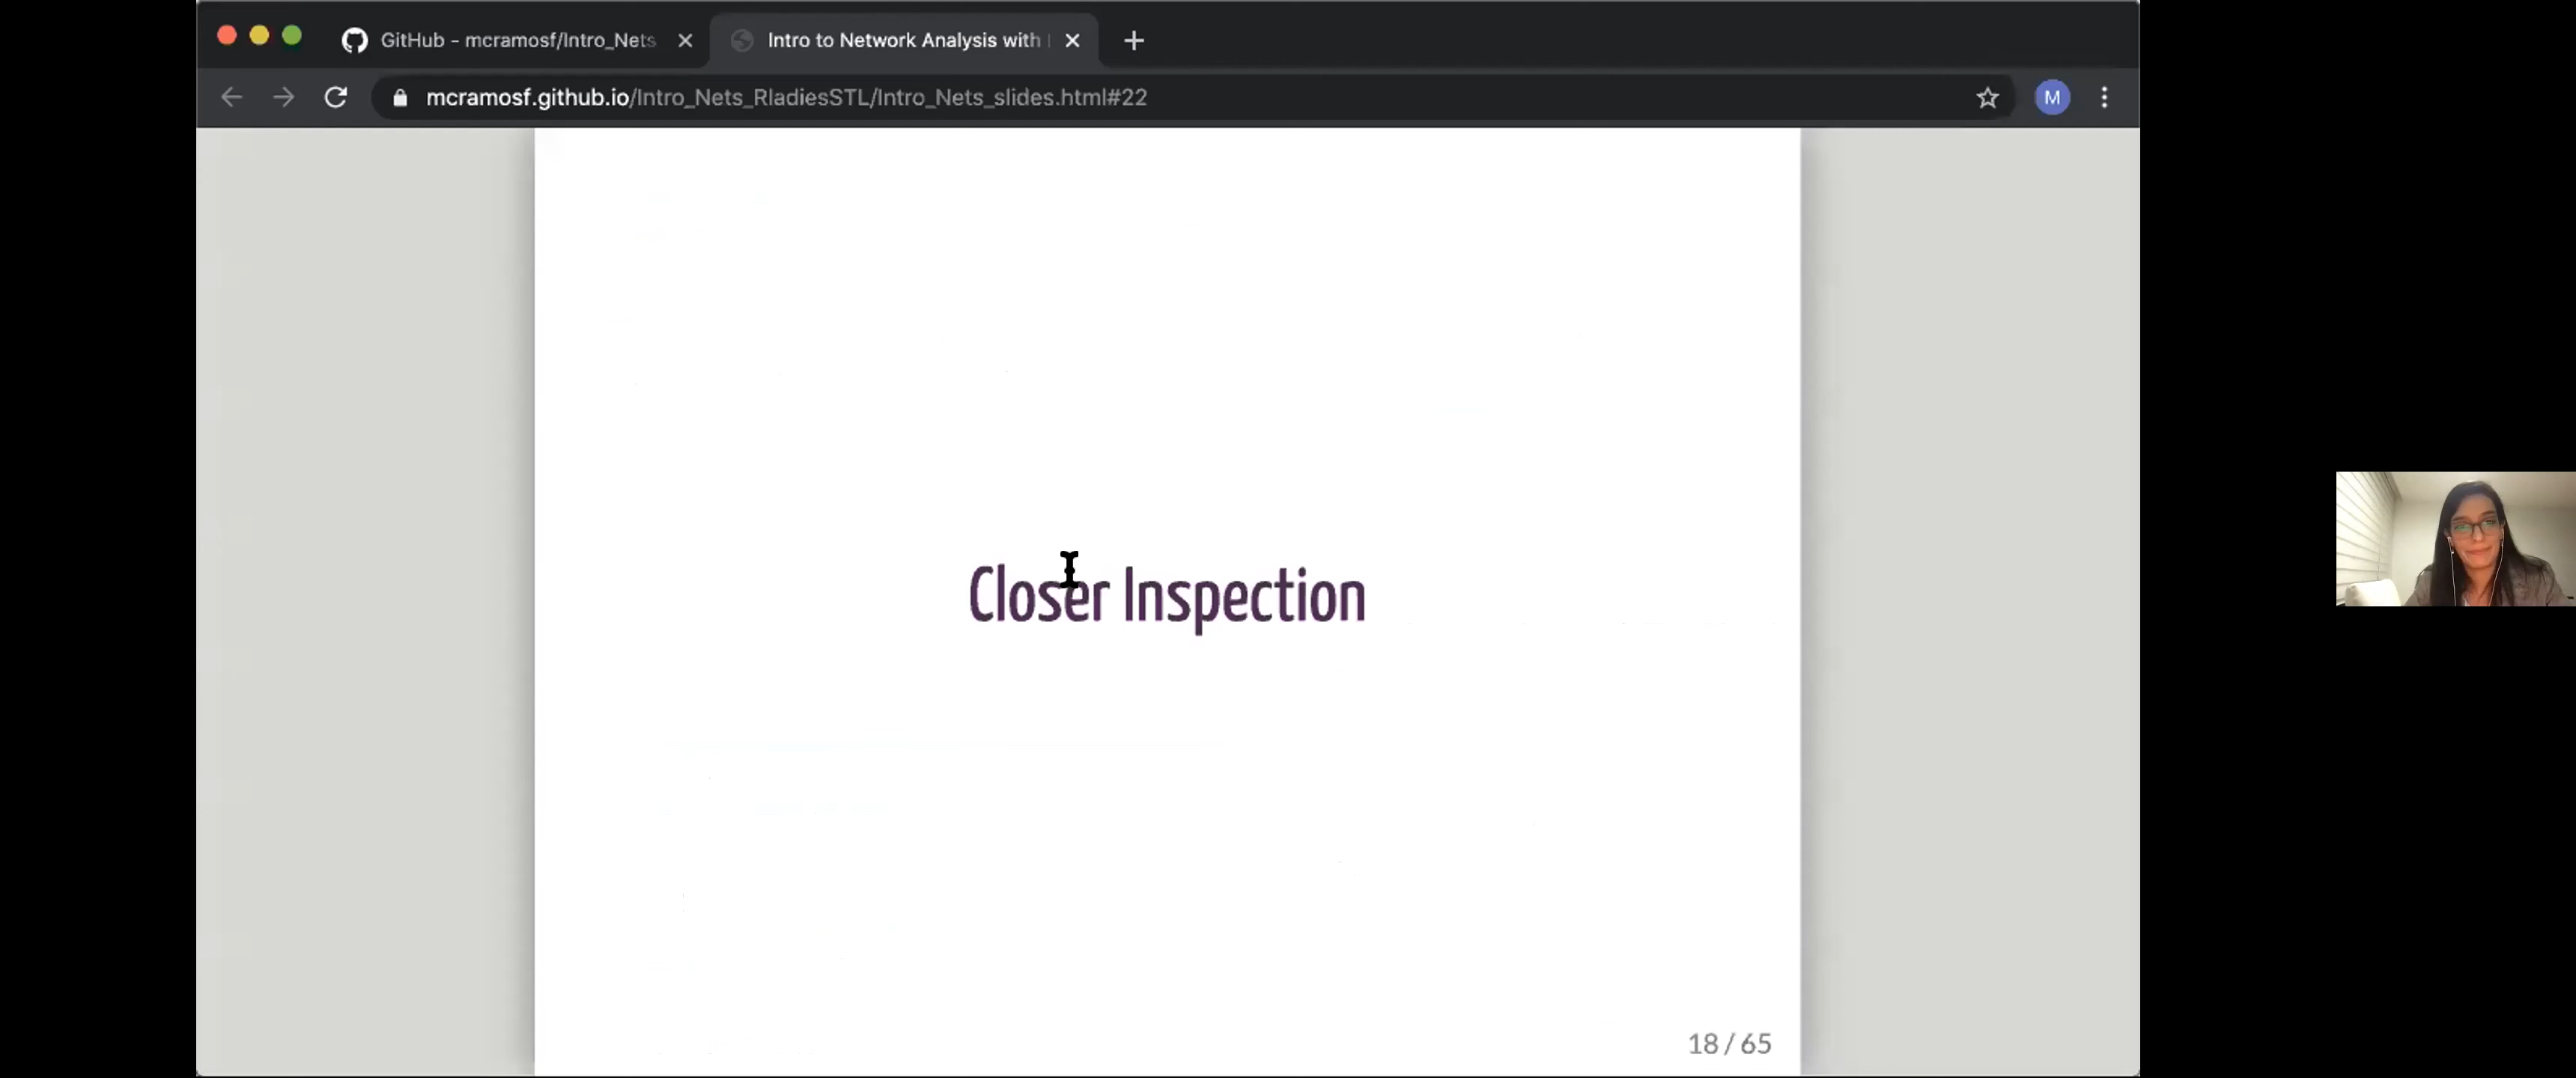 GitHub - mcramosf/Intro_Nets
Intro to Network Analysis with
mcramosf.github.io/Intro_Nets_RladiesSTL/Intro_Nets_slides.html#22
M
Closer Inspection
18 / 65